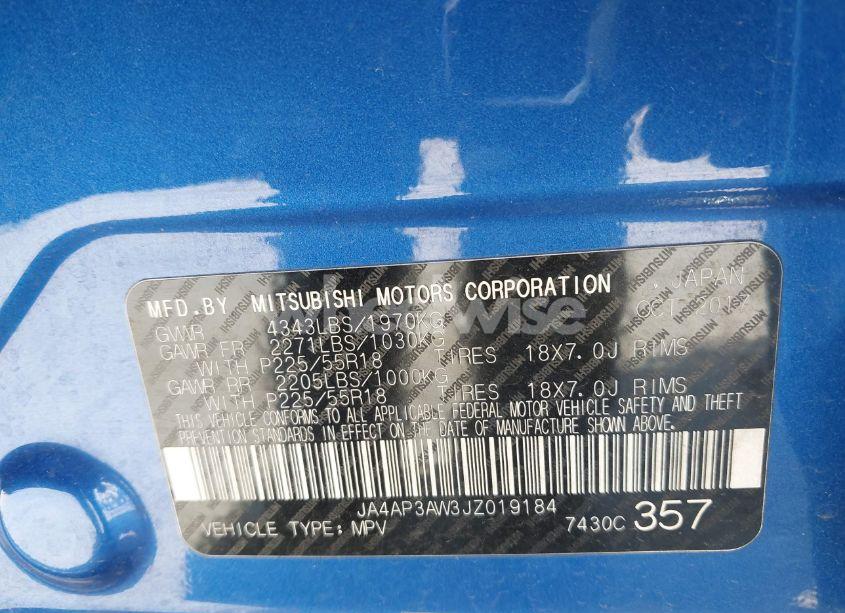 MFD.BY MITSUBISHI MOTORS CORPORATION , JAPAN
GWVR 4343LBS/1970KG OCT
GAWR FR 2271LBS/1030KG
WITH P225/55R18 TIRES 18X7.0J RIMS
GAWR RR 2205LBS/1000KG
WITH P225/55R18 TIRES 18X7.0J RIMS
THIS VEHICLE CONFORMS TO ALL APPLICABLE FEDERAL MOTOR VEHICLE SAFETY AND THEFT
PREVENTION STANDARDS IN EFFECT ON THE DATE OF MANUFACTURE SHOWN ABOVE.
JA4AP3AW3JZ019184
VEHICLE TYPE: MPV 7430C 357